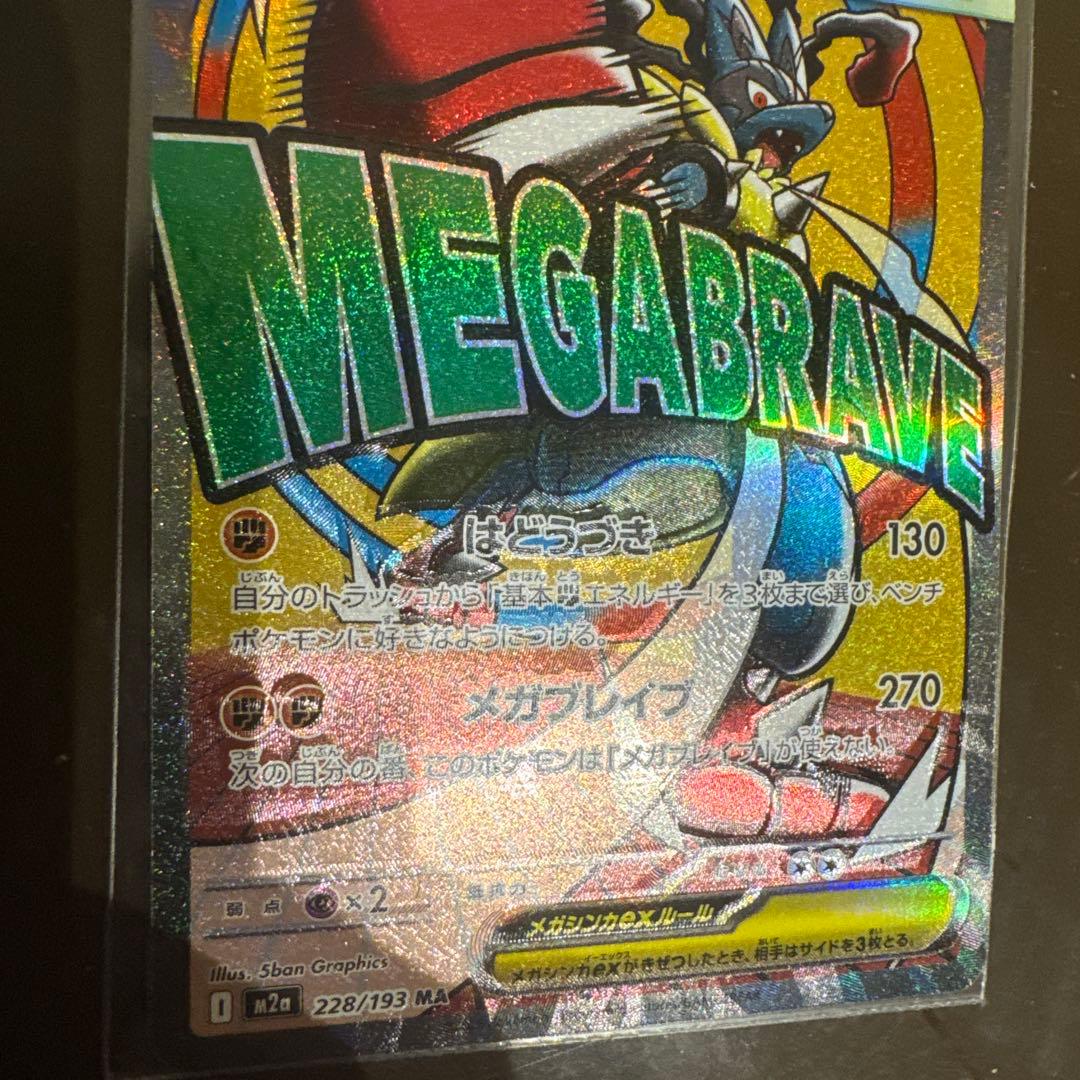 MEGABRAVE
はどうづき 130
自分のトラッシュから「基本エネルギー」を3枚まで選び、ベンチ
ポケモンに好きなようにつける。
メガブレイブ 270
次の自分の番、このポケモンは「メガブレイブ」が使えない。
弱点 ×2 抵抗力 にげる
メガシンカexルール
メガシンカexがきぜつしたとき、相手はサイドを3枚とる。
Illus. 5ban Graphics
I M2a 228/193 MA